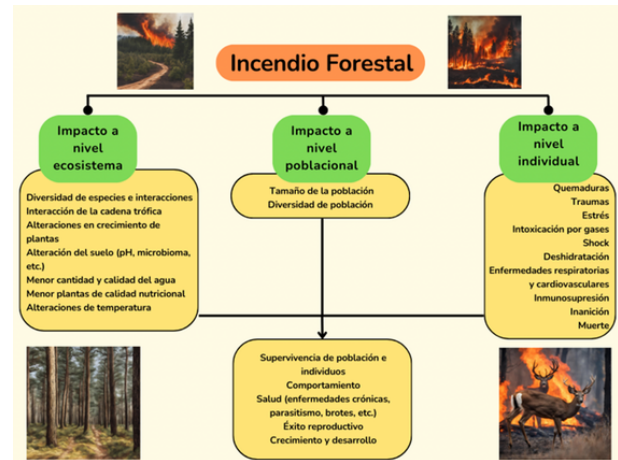 Incendio Forestal
Impacto a
nivel
ecosistema
Diversidad de especies e interacciones
Interacción de la cadena trófica
Alteraciones en crecimiento de
plantas
Alteración del suelo (pH, microbioma,
etc.)
Menor cantidad y calidad del agua
Menor plantas de calidad nutricional
Alteraciones de temperatura
Impacto a
nivel
poblacional
Tamaño de la población
Diversidad de población
Impacto a
nivel
individual
Quemaduras
Traumas
Estrés
Intoxicación por gases
Shock
Deshidratación
Enfermedades respiratorias
y cardiovasculares
Inmunosupresión
Inanición
Muerte
Supervivencia de población e
individuos
Comportamiento
Salud (enfermedades crónicas,
parasitismo, brotes, etc.)
Éxito reproductivo
Crecimiento y desarrollo